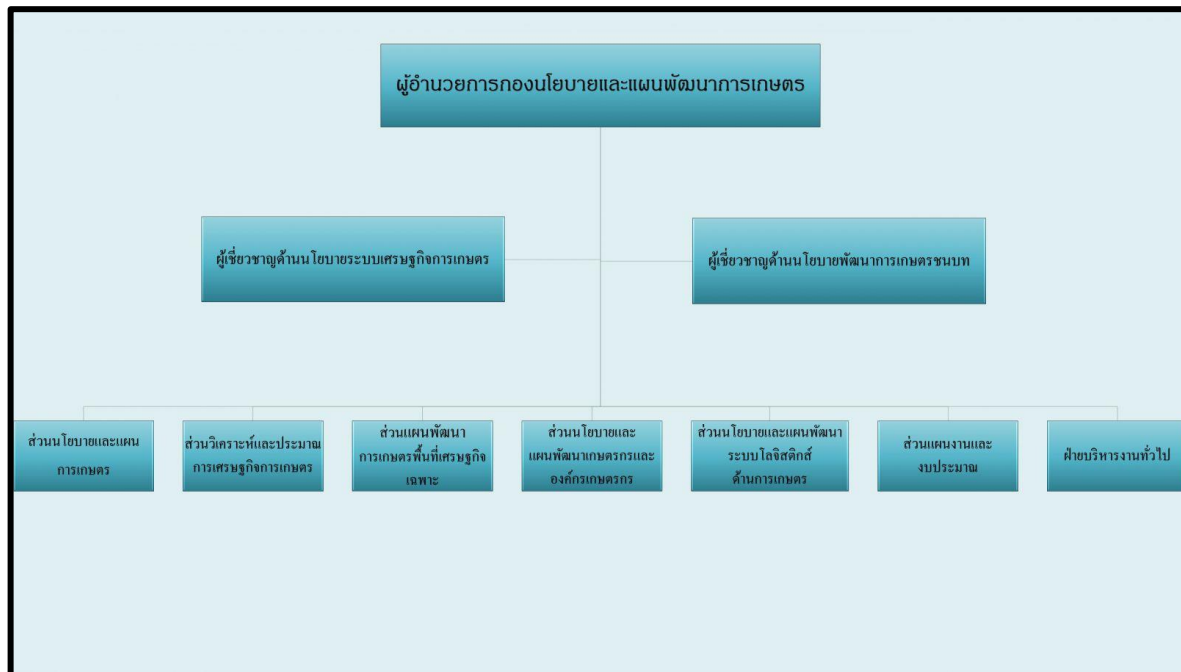 ผู้อำนวยการกองนโยบายและแผนพัฒนาการเกษตร
ผู้เชี่ยวชาญด้านนโยบายระบบเศรษฐกิจการเกษตร
ผู้เชี่ยวชาญด้านนโยบายพัฒนาการเกษตรชนบท
ส่วนนโยบายและแผน
การเกษตร
ส่วนวิเคราะห์และประมาณ
การเศรษฐกิจการเกษตร
ส่วนแผนพัฒนา
การเกษตรพื้นที่เศรษฐกิจ
เฉพาะ
ส่วนนโยบายและ
แผนพัฒนาเกษตรกรและ
องค์กรเกษตรกร
ส่วนนโยบายและแผนพัฒนา
ระบบโลจิสติกส์
ด้านการเกษตร
ส่วนแผนงานและ
งบประมาณ
ฝ่ายบริหารงานทั่วไป